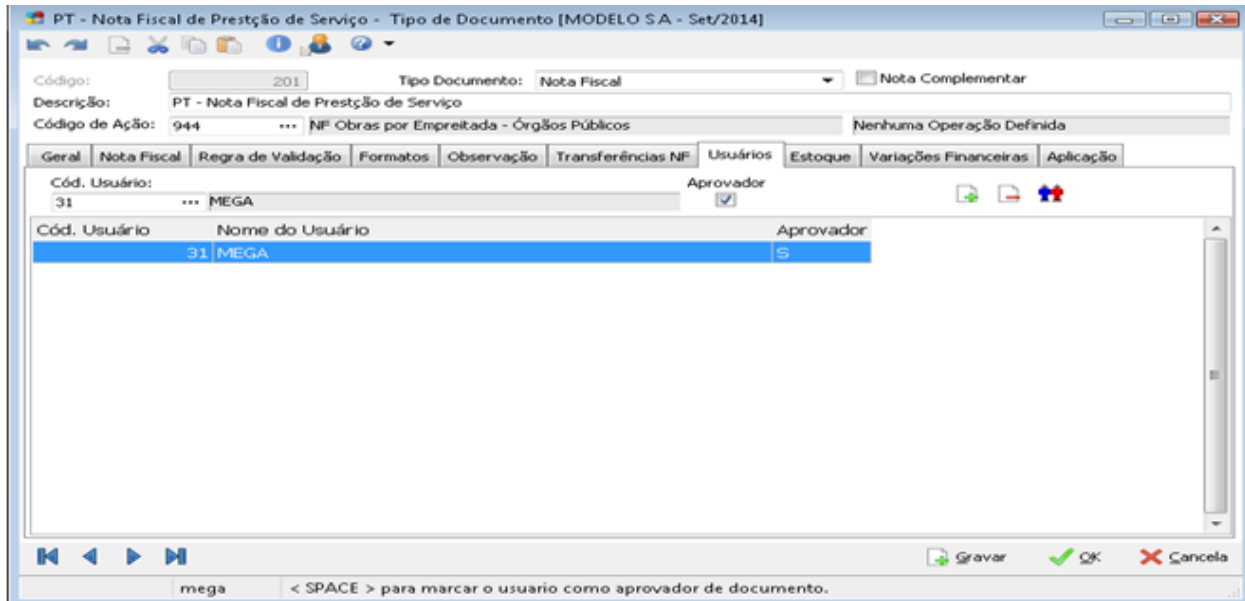 PT - Nota Fiscal de Prestção de Serviço - Tipo de Documento [MODELO S A - Set/2014]
Código: 201 Tipo Documento: Nota Fiscal Nota Complementar
Descrição: PT - Nota Fiscal de Prestção de Serviço
Código de Ação: 944 ... NF Obras por Empreitada - Órgãos Públicos Nenhuma Operação Definida
Geral Nota Fiscal Regra de Validação Formatos Observação Transferências NF Usuários Estoque Variações Financeiras Aplicação
Cód. Usuário: Aprovador
31 ... MEGA
Cód. Usuário Nome do Usuário Aprovador
31 MEGA S
Gravar OK Cancela
mega < SPACE > para marcar o usuario como aprovador de documento.